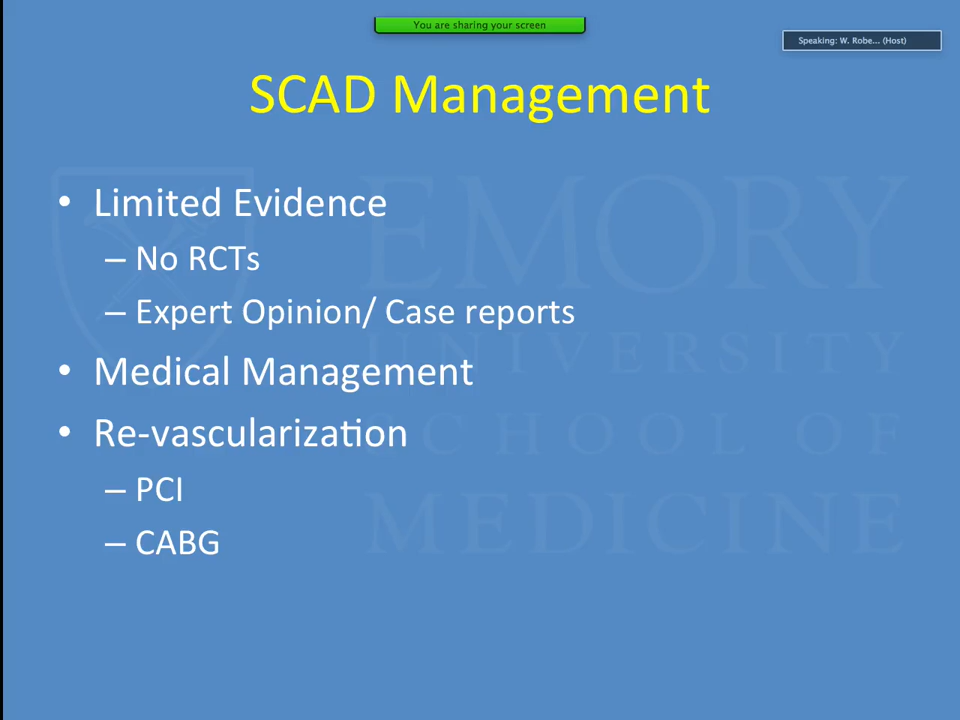 You are sharing your screen
Speaking: W. Robe... (Host)
SCAD Management
• Limited Evidence
– No RCTs
– Expert Opinion/ Case reports
• Medical Management
• Re-vascularization
– PCI
– CABG
EMORY
UNIVERSITY
SCHOOL OF
MEDICINE